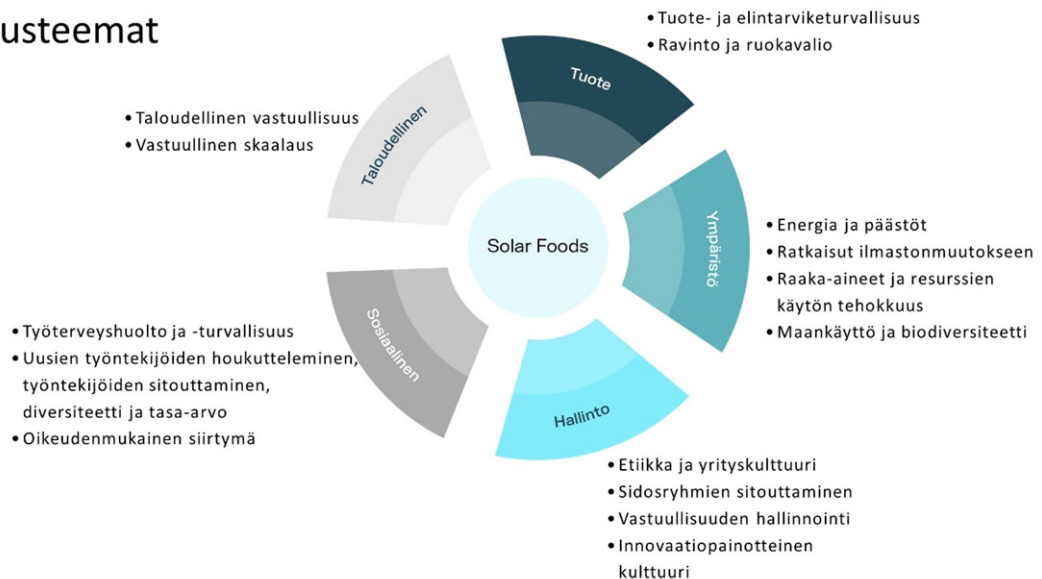 usteemat
• Tuote- ja elintarviketurvallisuus
• Ravinto ja ruokavalio
Tuote
• Taloudellinen vastuullisuus
• Vastuullinen skaalaus
Taloudellinen
Ympäristö
• Energia ja päästöt
• Ratkaisut ilmastonmuutokseen
• Raaka-aineet ja resurssien
käytön tehokkuus
• Maankäyttö ja biodiversiteetti
Solar Foods
• Työterveyshuolto ja -turvallisuus
• Uusien työntekijöiden houkutteleminen,
työntekijöiden sitouttaminen,
diversiteetti ja tasa-arvo
• Oikeudenmukainen siirtymä
Sosiaalinen
Hallinto
• Etiikka ja yrityskulttuuri
• Sidosryhmien sitouttaminen
• Vastuullisuuden hallinnointi
• Innovaatiopainotteinen
kulttuuri